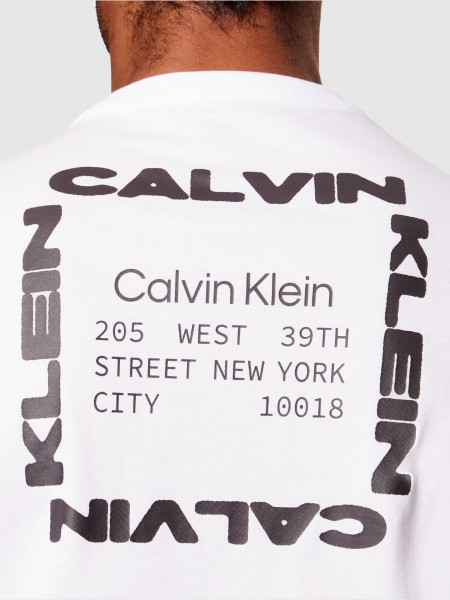 CALVIN
KLEIN
Calvin Klein
205 WEST 39TH
STREET NEW YORK
CITY 10018
KLEIN
CALVIN